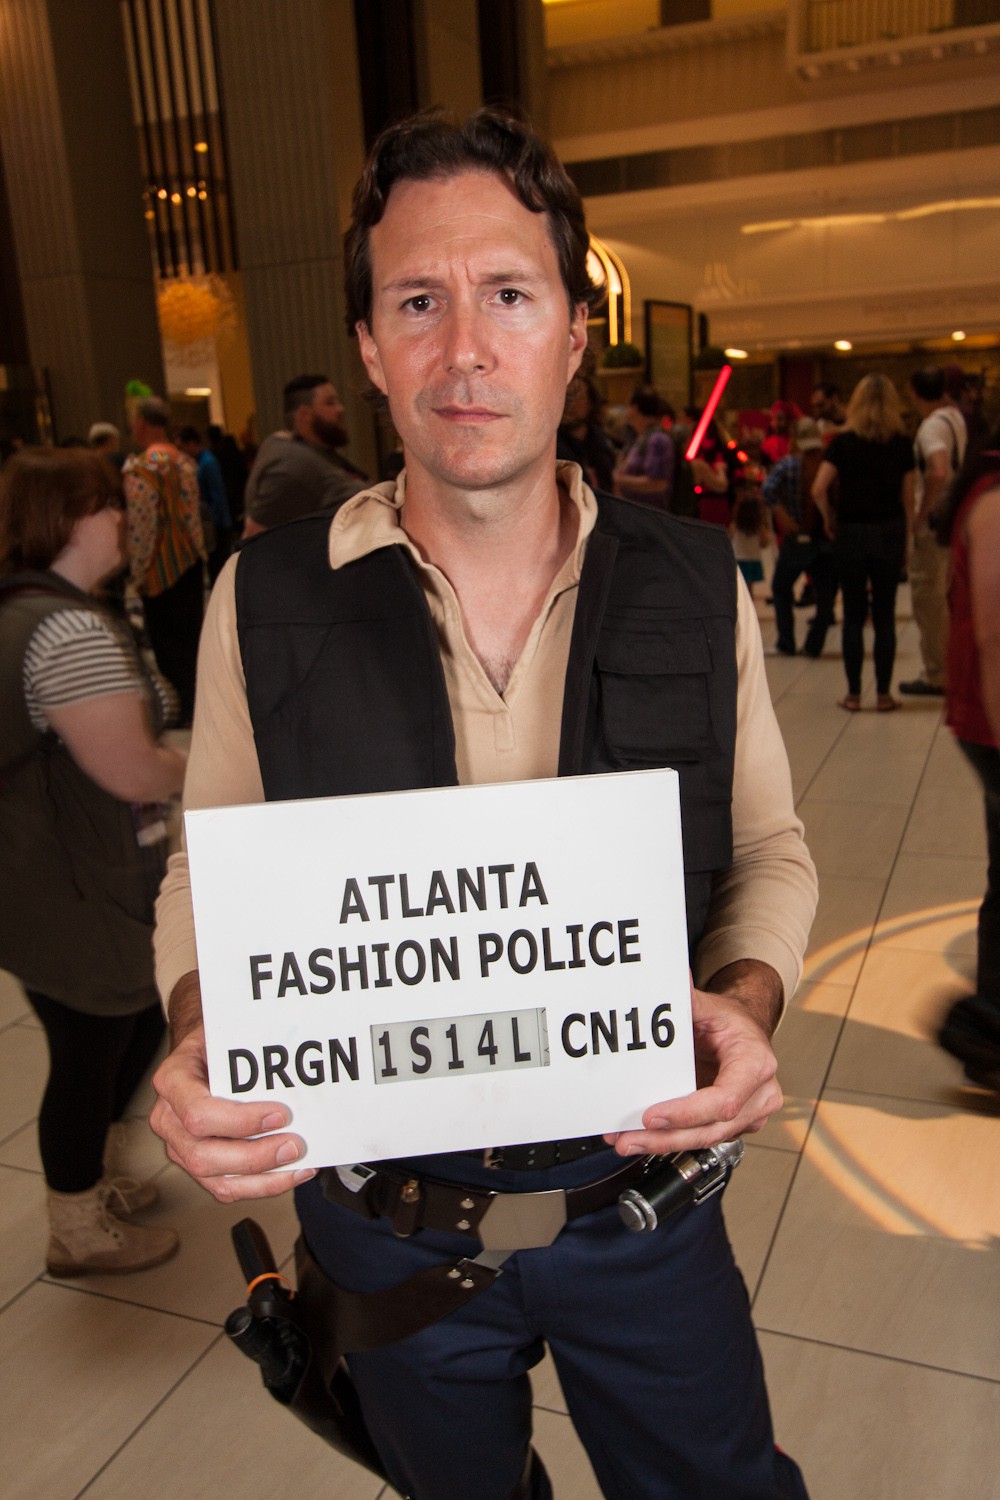 ATLANTA
FASHION POLICE
DRGN 1S14L CN16